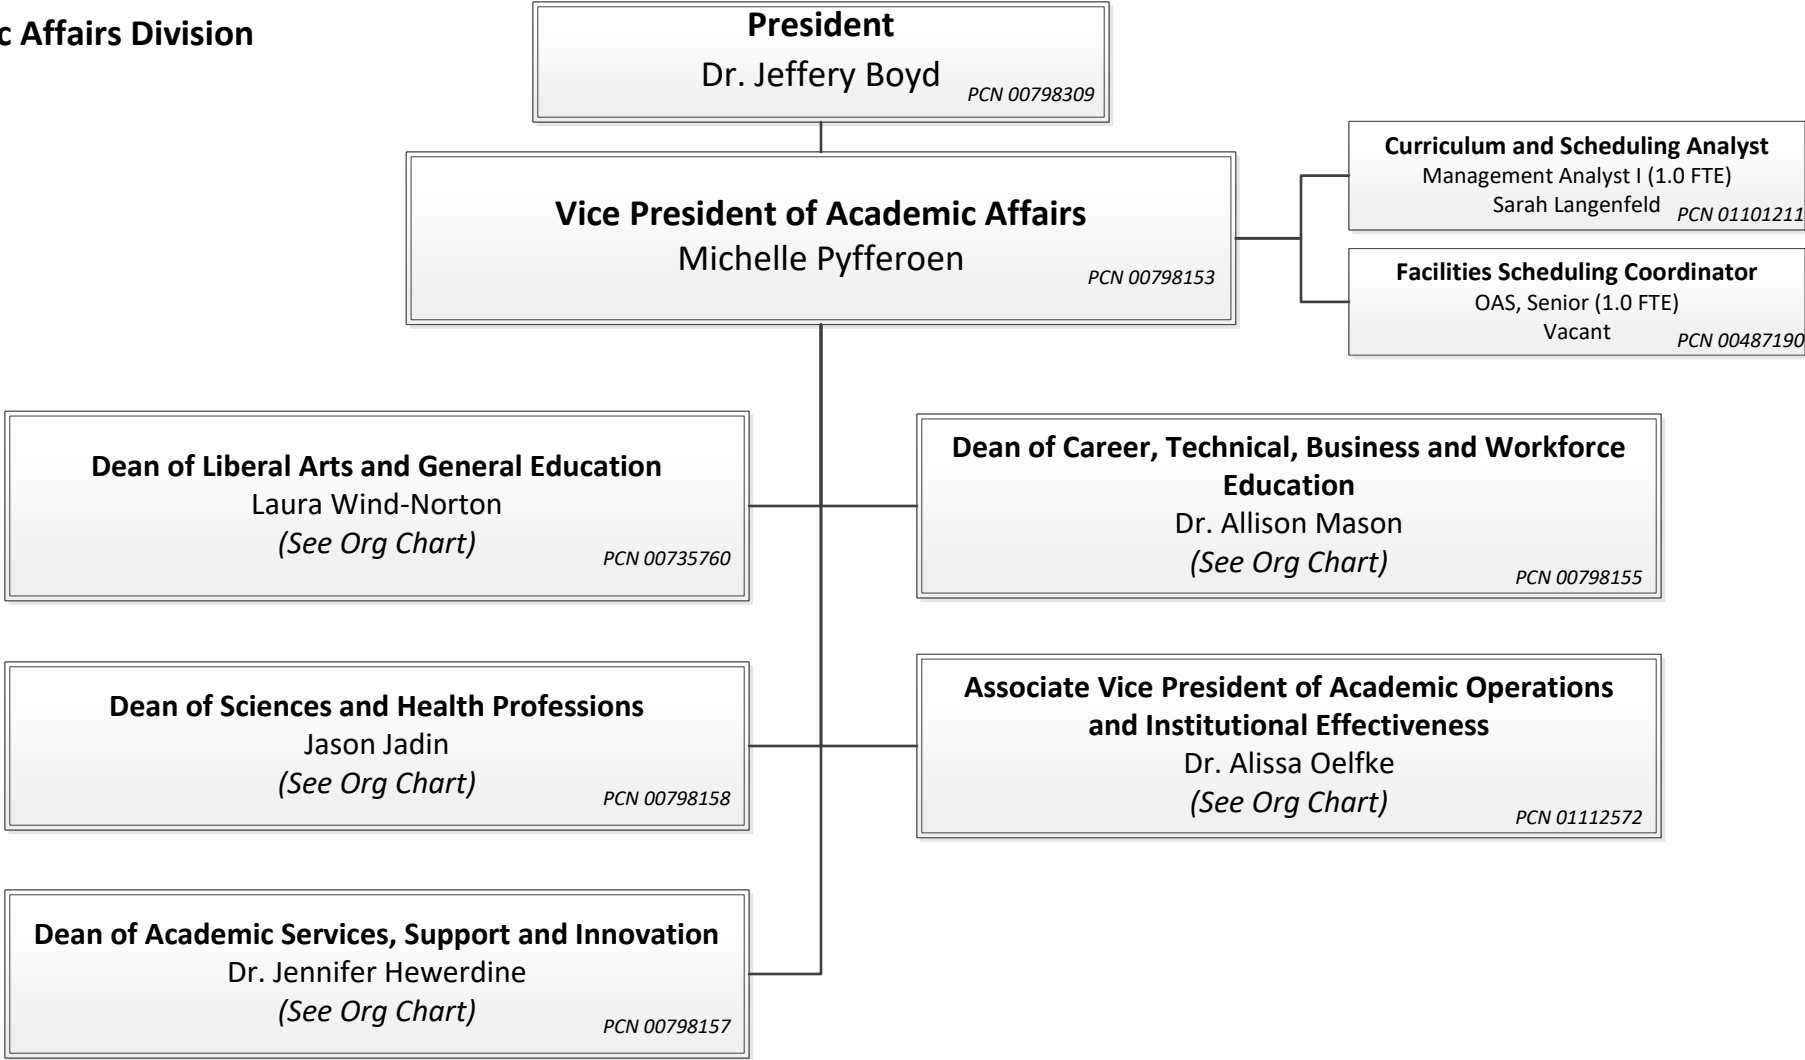 c Affairs Division
President
Dr. Jeffery Boyd
PCN 00798309
Vice President of Academic Affairs
Michelle Pyfferoen
PCN 00798153
Curriculum and Scheduling Analyst
Management Analyst I (1.0 FTE)
Sarah Langenfeld
PCN 01101211
Facilities Scheduling Coordinator
OAS, Senior (1.0 FTE)
Vacant
PCN 00487190
Dean of Liberal Arts and General Education
Laura Wind-Norton
(See Org Chart)
PCN 00735760
Dean of Career, Technical, Business and Workforce
Education
Dr. Allison Mason
(See Org Chart)
PCN 00798155
Dean of Sciences and Health Professions
Jason Jadin
(See Org Chart)
PCN 00798158
Associate Vice President of Academic Operations
and Institutional Effectiveness
Dr. Alissa Oelfke
(See Org Chart)
PCN 01112572
Dean of Academic Services, Support and Innovation
Dr. Jennifer Hewerdine
(See Org Chart)
PCN 00798157